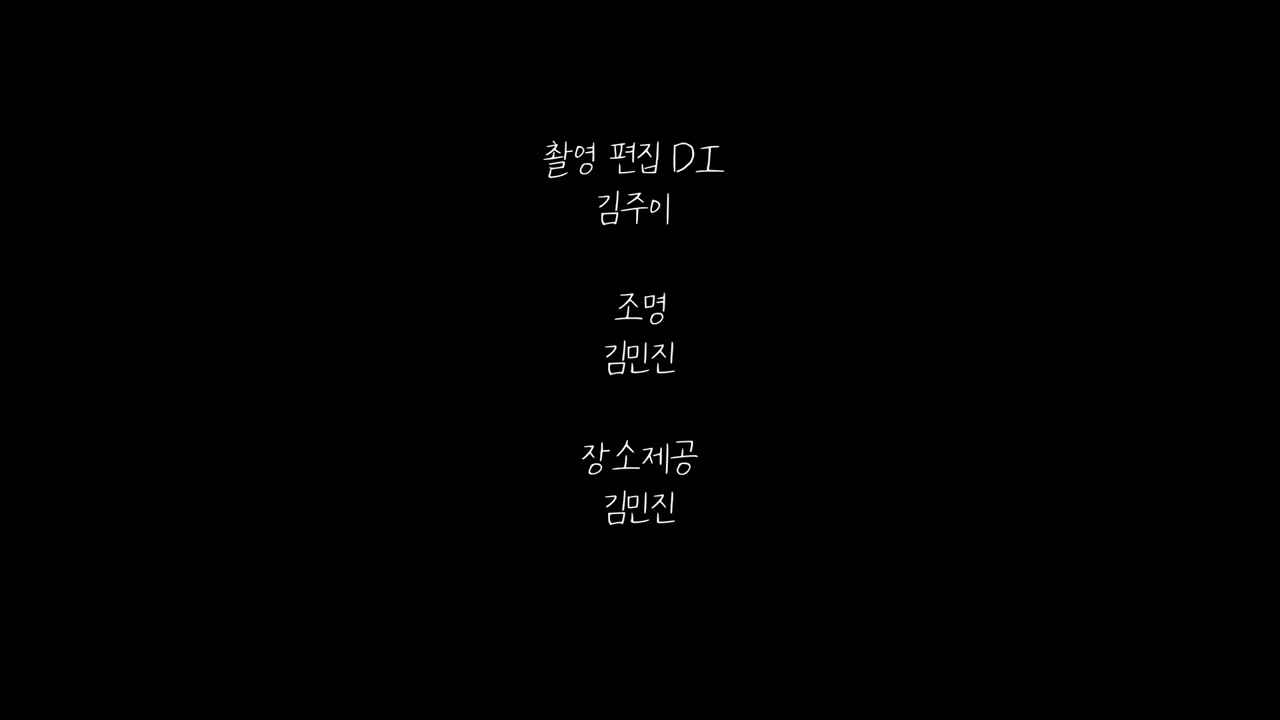 촬영 편집 DI
김주이
조명
김민진
장소제공
김민진